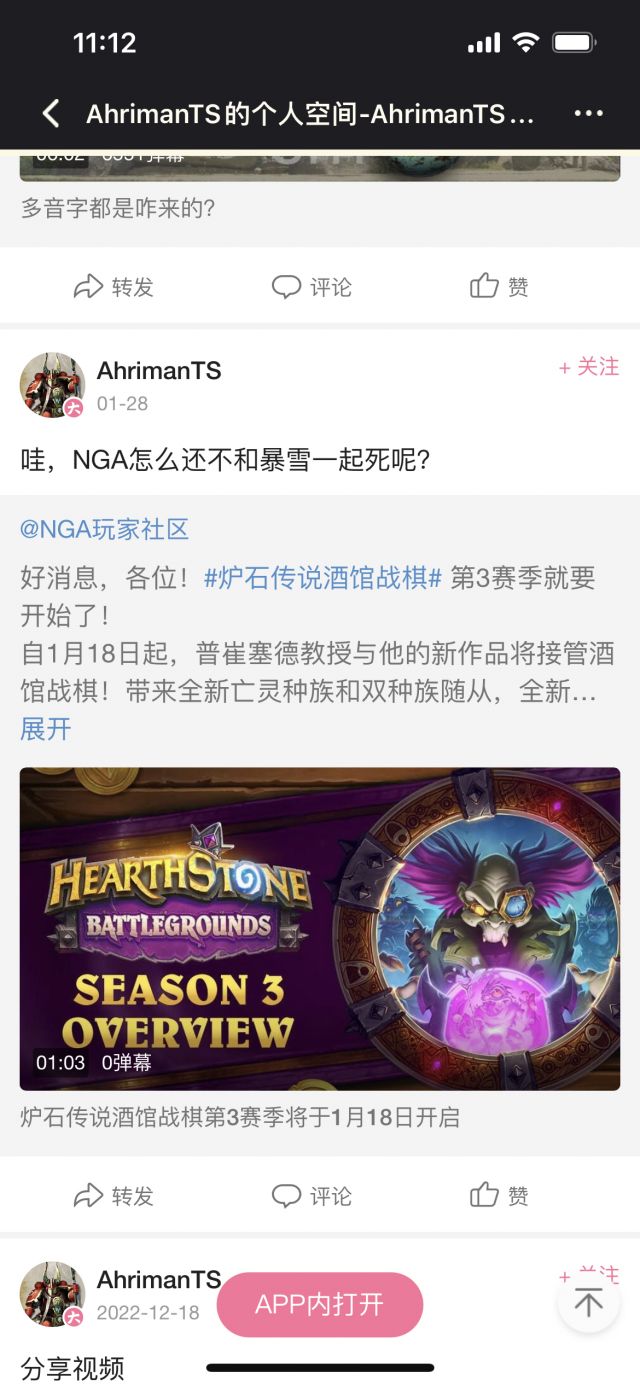 11:12
AhrimanTS的个人空间-AhrimanTS...
多音字都是咋来的?
转发
评论
赞
AhrimanTS
+ 关注
01-28
哇，NGA怎么还不和暴雪一起死呢?
@NGA玩家社区
好消息，各位！#炉石传说酒馆战棋# 第3赛季就要
开始了！
自1月18日起，普崔塞德教授与他的新作品将接管酒
馆战棋！带来全新亡灵种族和双种族随从，全新...
展开
HEARTHSTONE
BATTLEGROUNDS
SEASON 3
OVERVIEW
01:03 0弹幕
炉石传说酒馆战棋第3赛季将于1月18日开启
转发
评论
赞
AhrimanTS
+ 关注
2022-12-18
APP内打开
分享视频